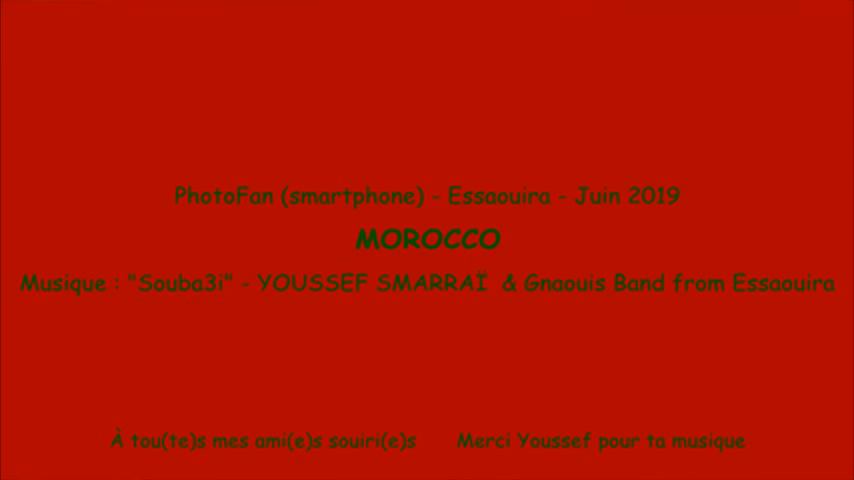 PhotoFan (smartphone) - Essaouira - Juin 2019
MOROCCO
Musique : "Souba3i" - YOUSSEF SMARRAÏ & Gnaouis Band from Essaouira
À tou(te)s mes ami(e)s souiri(e)s Merci Youssef pour ta musique